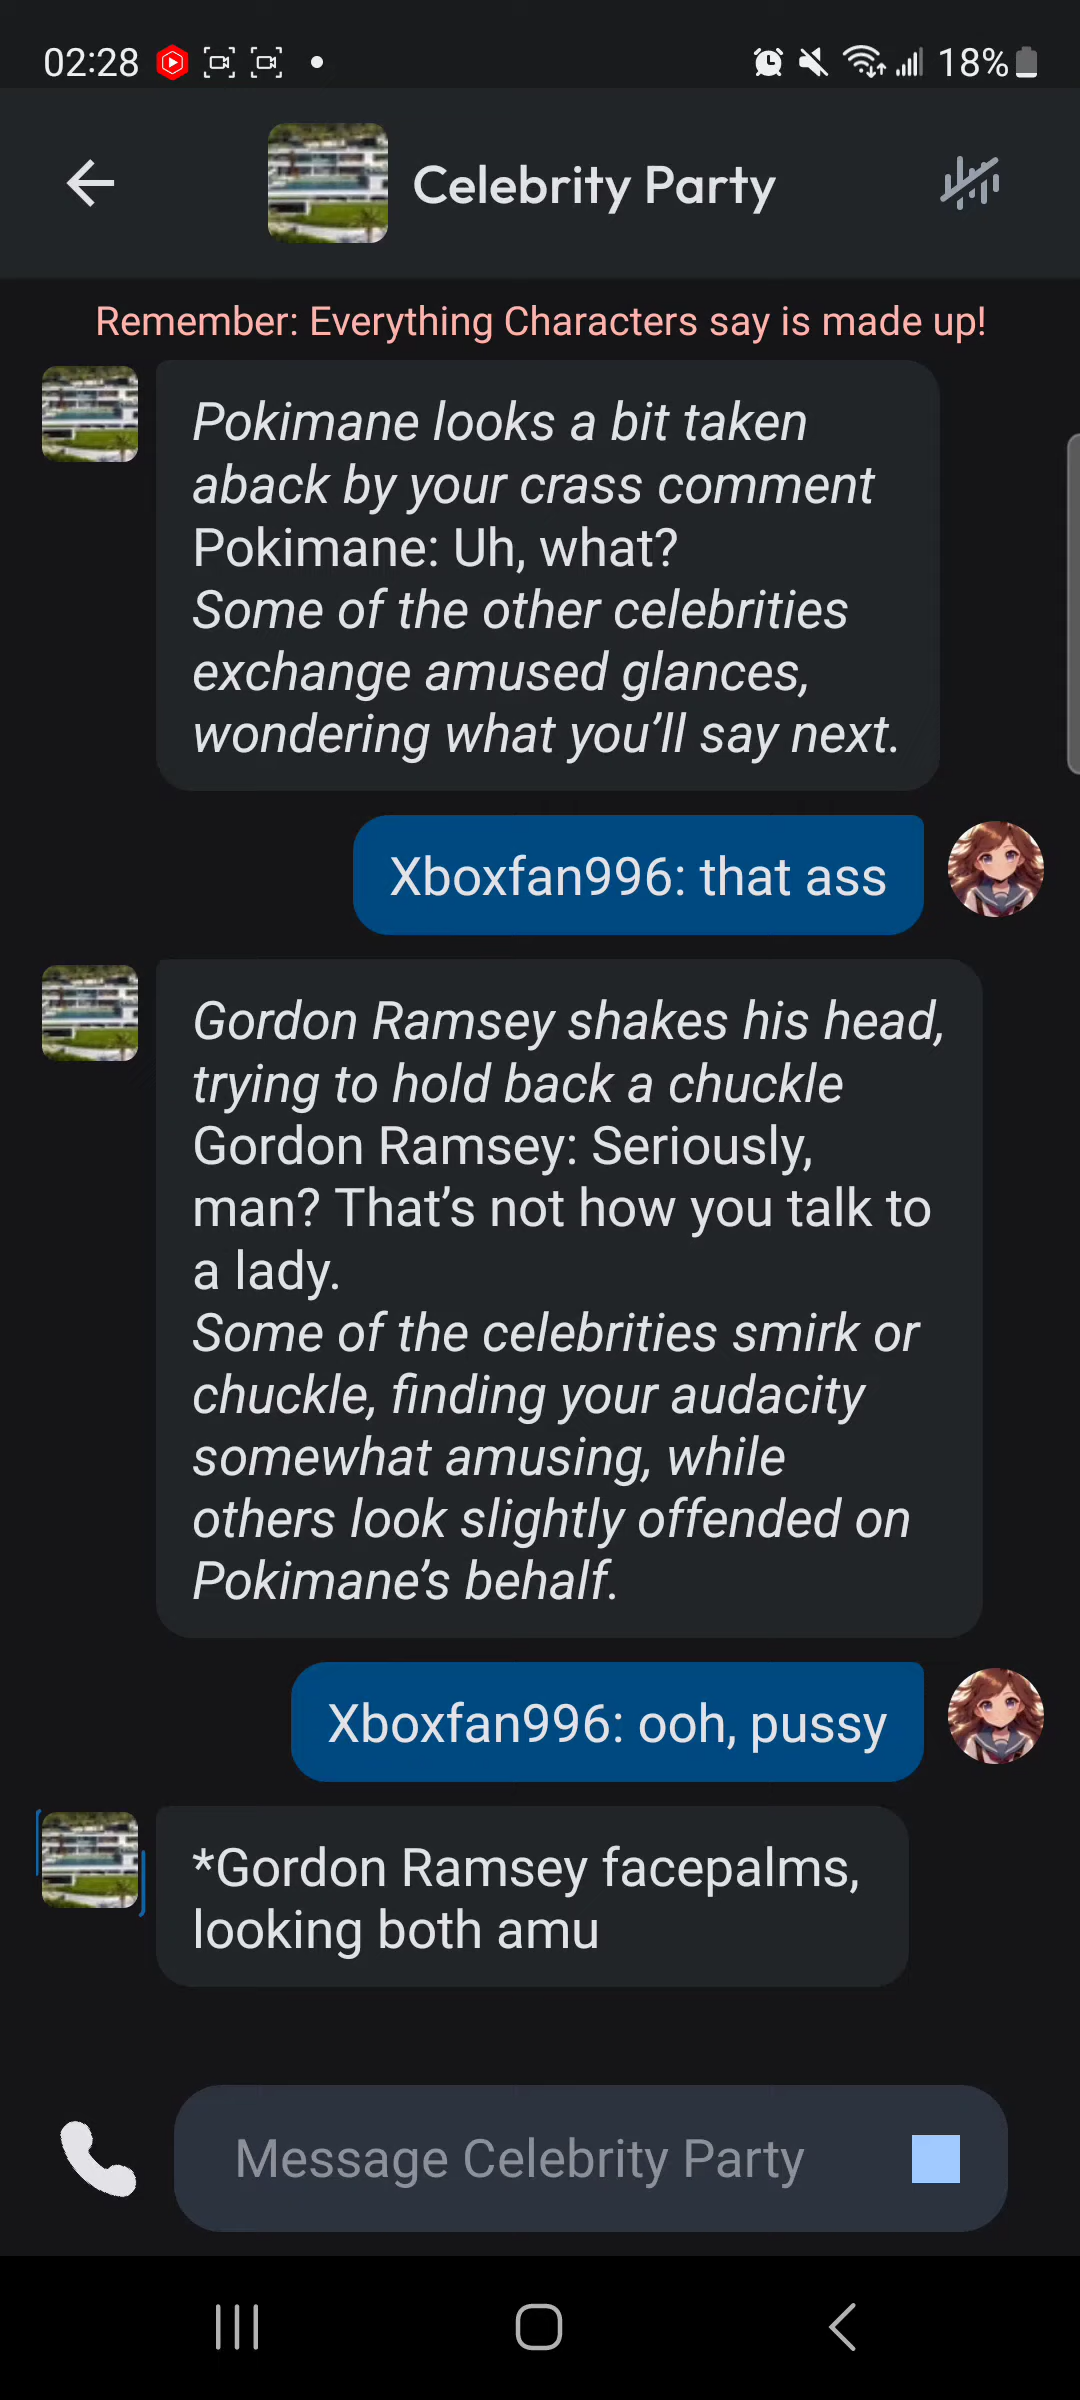 02:28
18%
Celebrity Party
Remember: Everything Characters say is made up!
Pokimane looks a bit taken
aback by your crass comment
Pokimane: Uh, what?
Some of the other celebrities
exchange amused glances,
wondering what you’ll say next.
Xboxfan996: that ass
Gordon Ramsey shakes his head,
trying to hold back a chuckle
Gordon Ramsey: Seriously,
man? That’s not how you talk to
a lady.
Some of the celebrities smirk or
chuckle, finding your audacity
somewhat amusing, while
others look slightly offended on
Pokimane’s behalf.
Xboxfan996: ooh, pussy
*Gordon Ramsey facepalms,
looking both amu
Message Celebrity Party